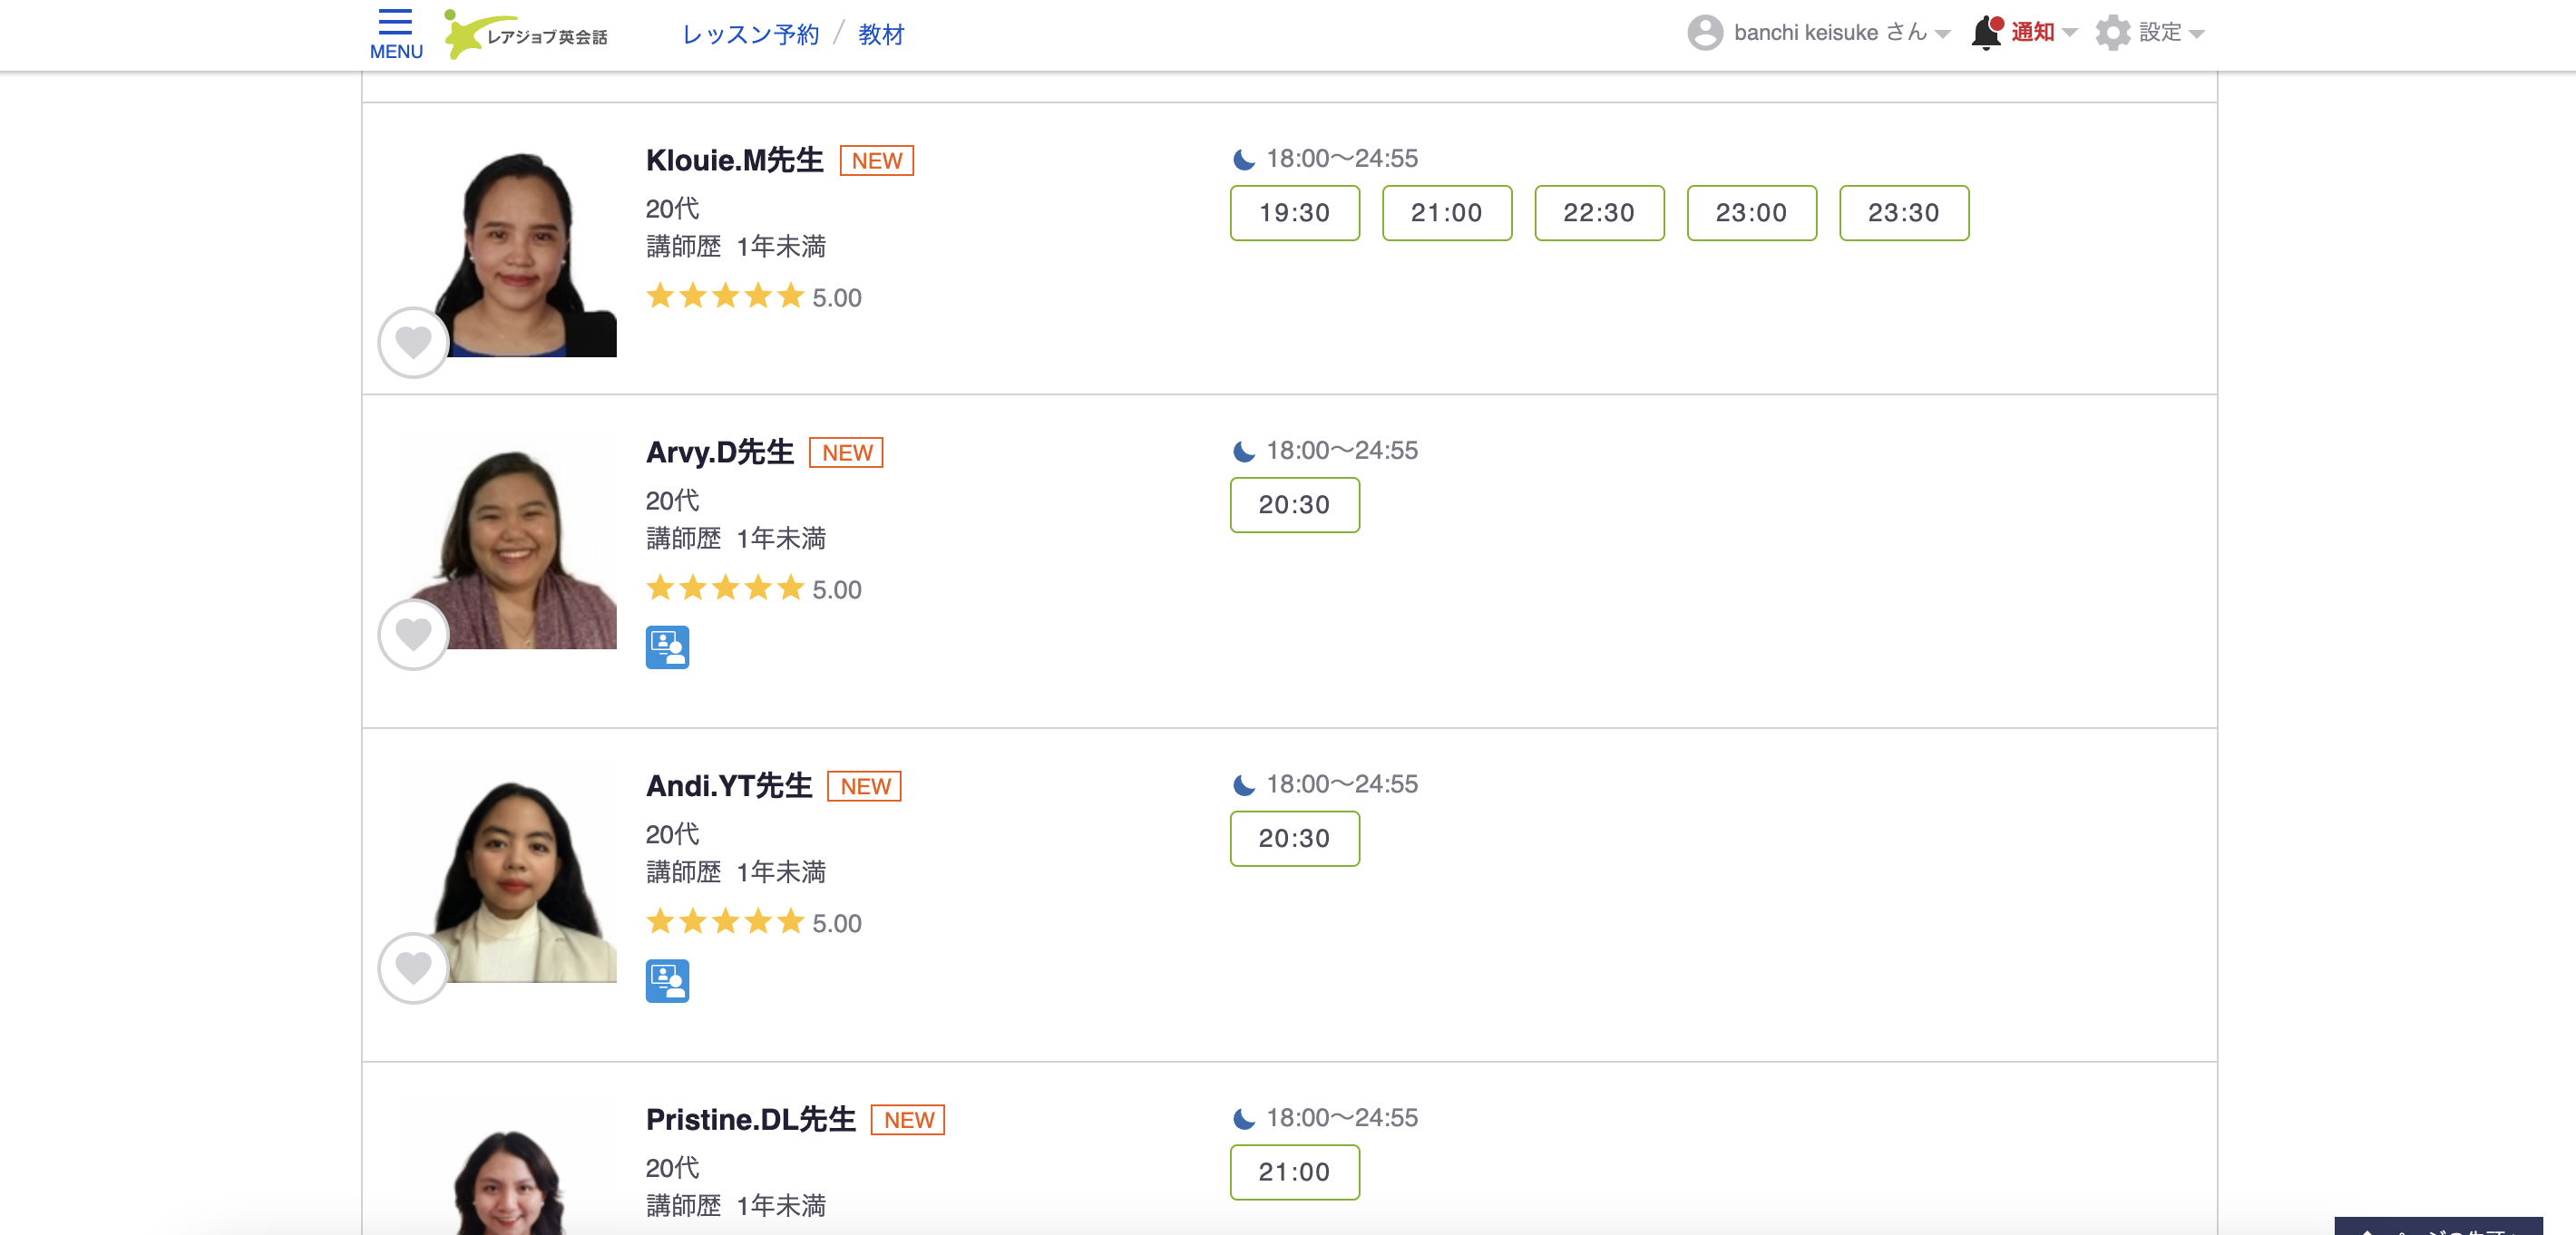 MENU
レアジョブ英会話
レッスン予約 / 教材
banchi keisuke さん
通知
設定
Klouie.M先生 NEW
20代
講師歴 1年未満
5.00
18:00〜24:55
19:30 21:00 22:30 23:00 23:30
Arvy.D先生 NEW
20代
講師歴 1年未満
5.00
18:00〜24:55
20:30
Andi.YT先生 NEW
20代
講師歴 1年未満
5.00
18:00〜24:55
20:30
Pristine.DL先生 NEW
20代
講師歴 1年未満
18:00〜24:55
21:00